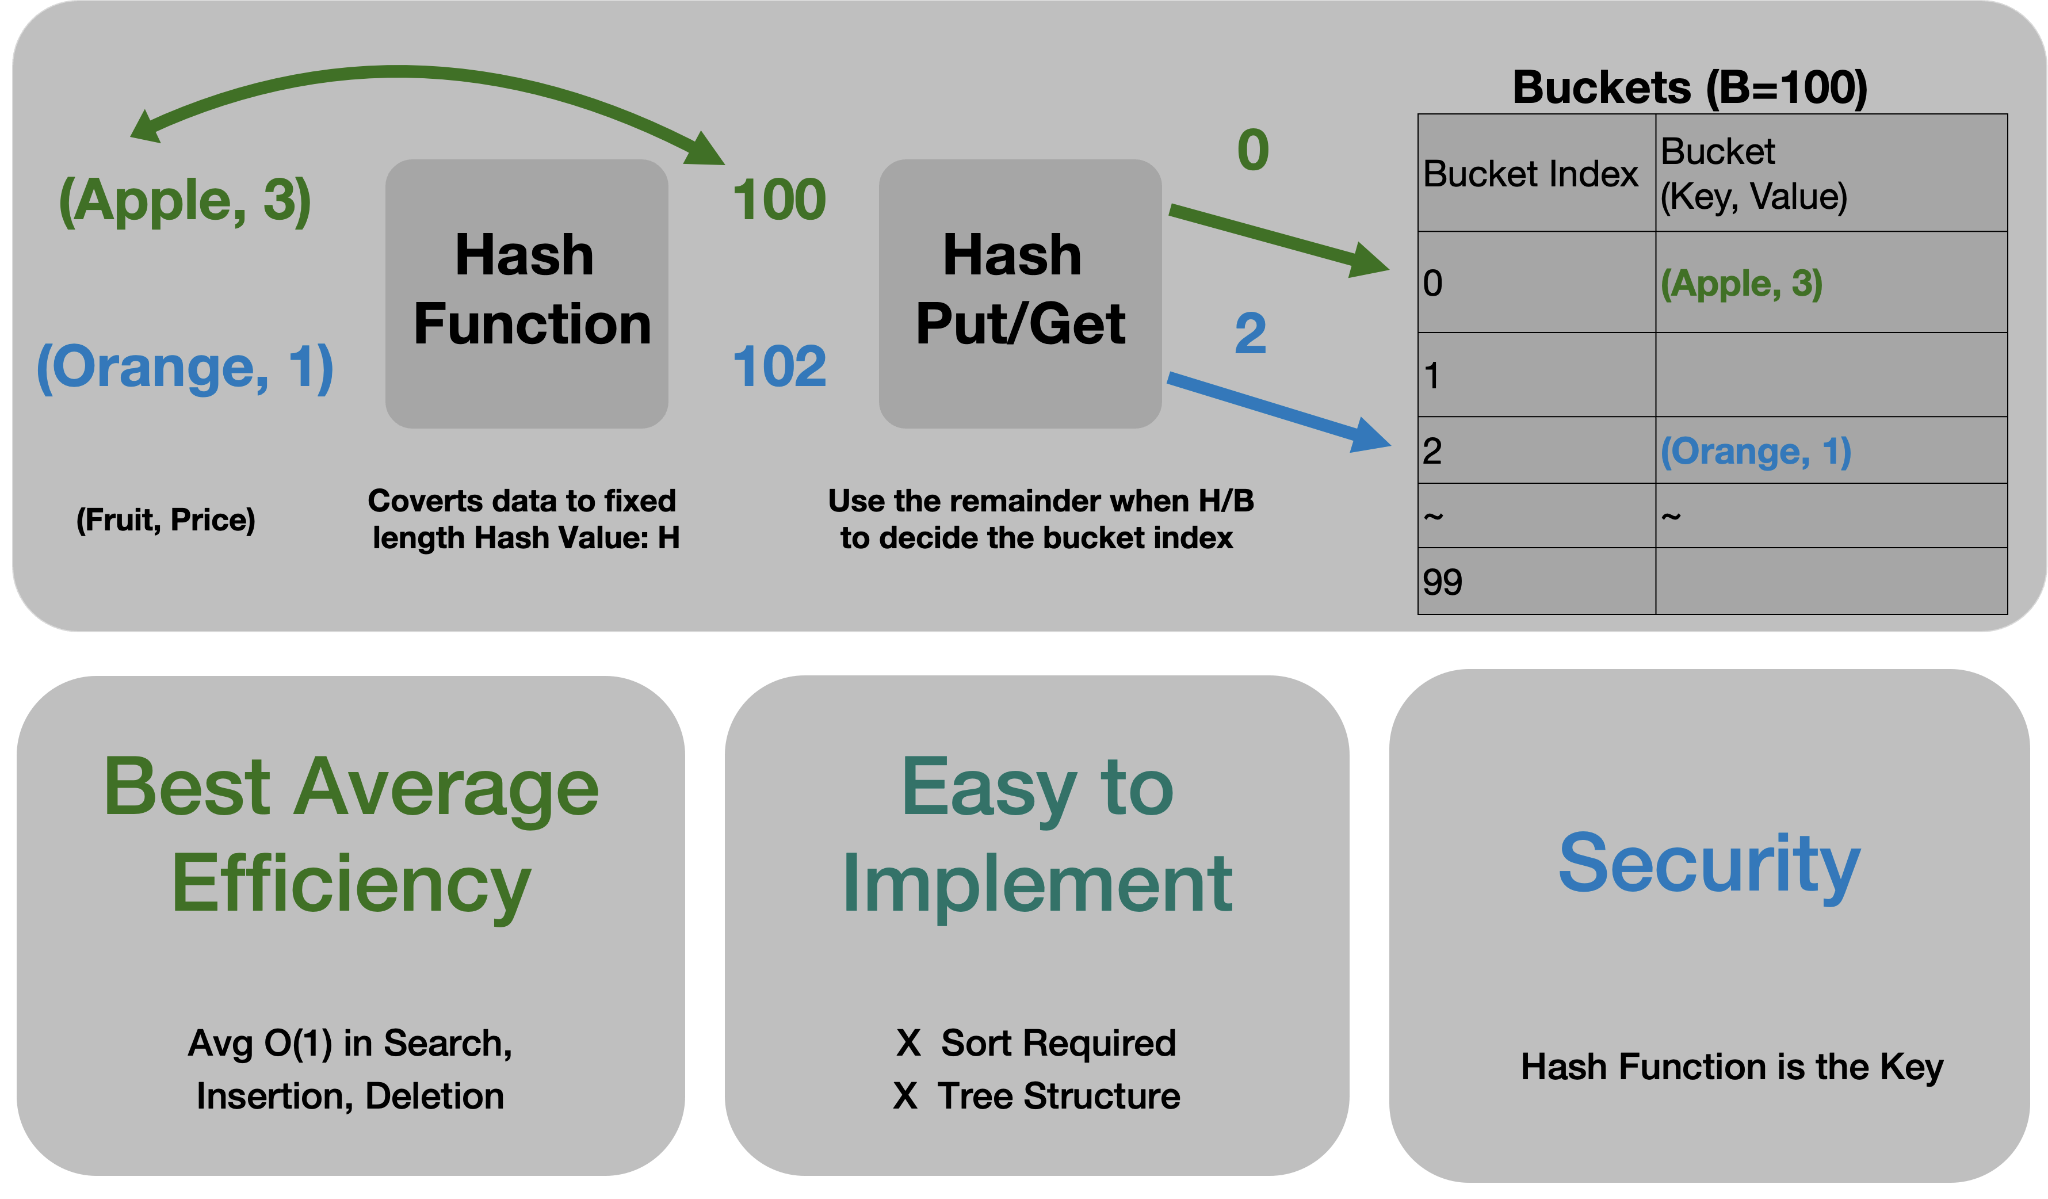 (Apple, 3)
(Orange, 1)
(Fruit, Price)
Hash
Function
Coverts data to fixed
length Hash Value: H
100
102
Hash
Put/Get
Use the remainder when H/B
to decide the bucket index
0
2
Buckets (B=100)
Bucket Index
Bucket
(Key, Value)
0 (Apple, 3)
1
2 (Orange, 1)
~ ~
99
Best Average
Efficiency
Avg O(1) in Search,
Insertion, Deletion
Easy to
Implement
X Sort Required
X Tree Structure
Security
Hash Function is the Key